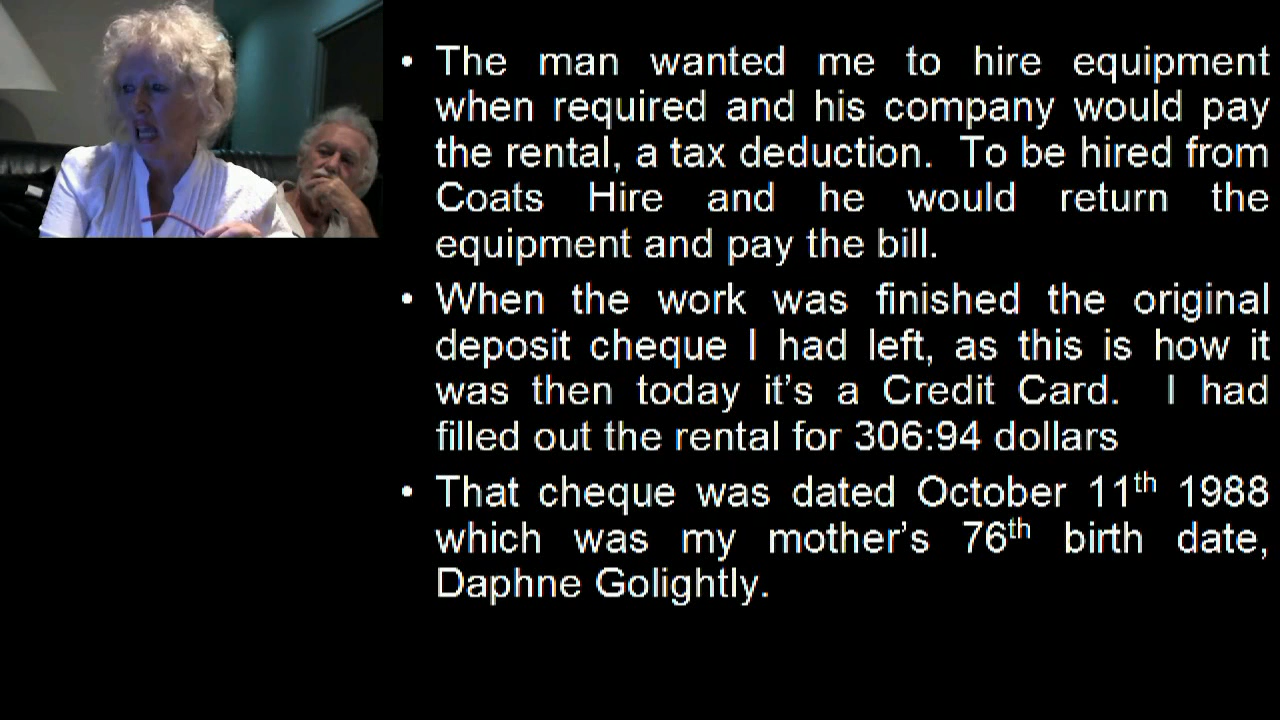 • The man wanted me to hire equipment
when required and his company would pay
the rental, a tax deduction.  To be hired from
Coats Hire and he would return the
equipment and pay the bill.
• When the work was finished the original
deposit cheque I had left, as this is how it
was then today it's a Credit Card.  I had
filled out the rental for 306:94 dollars
• That cheque was dated October 11th 1988
which was my mother's 76th birth date,
Daphne Golightly.